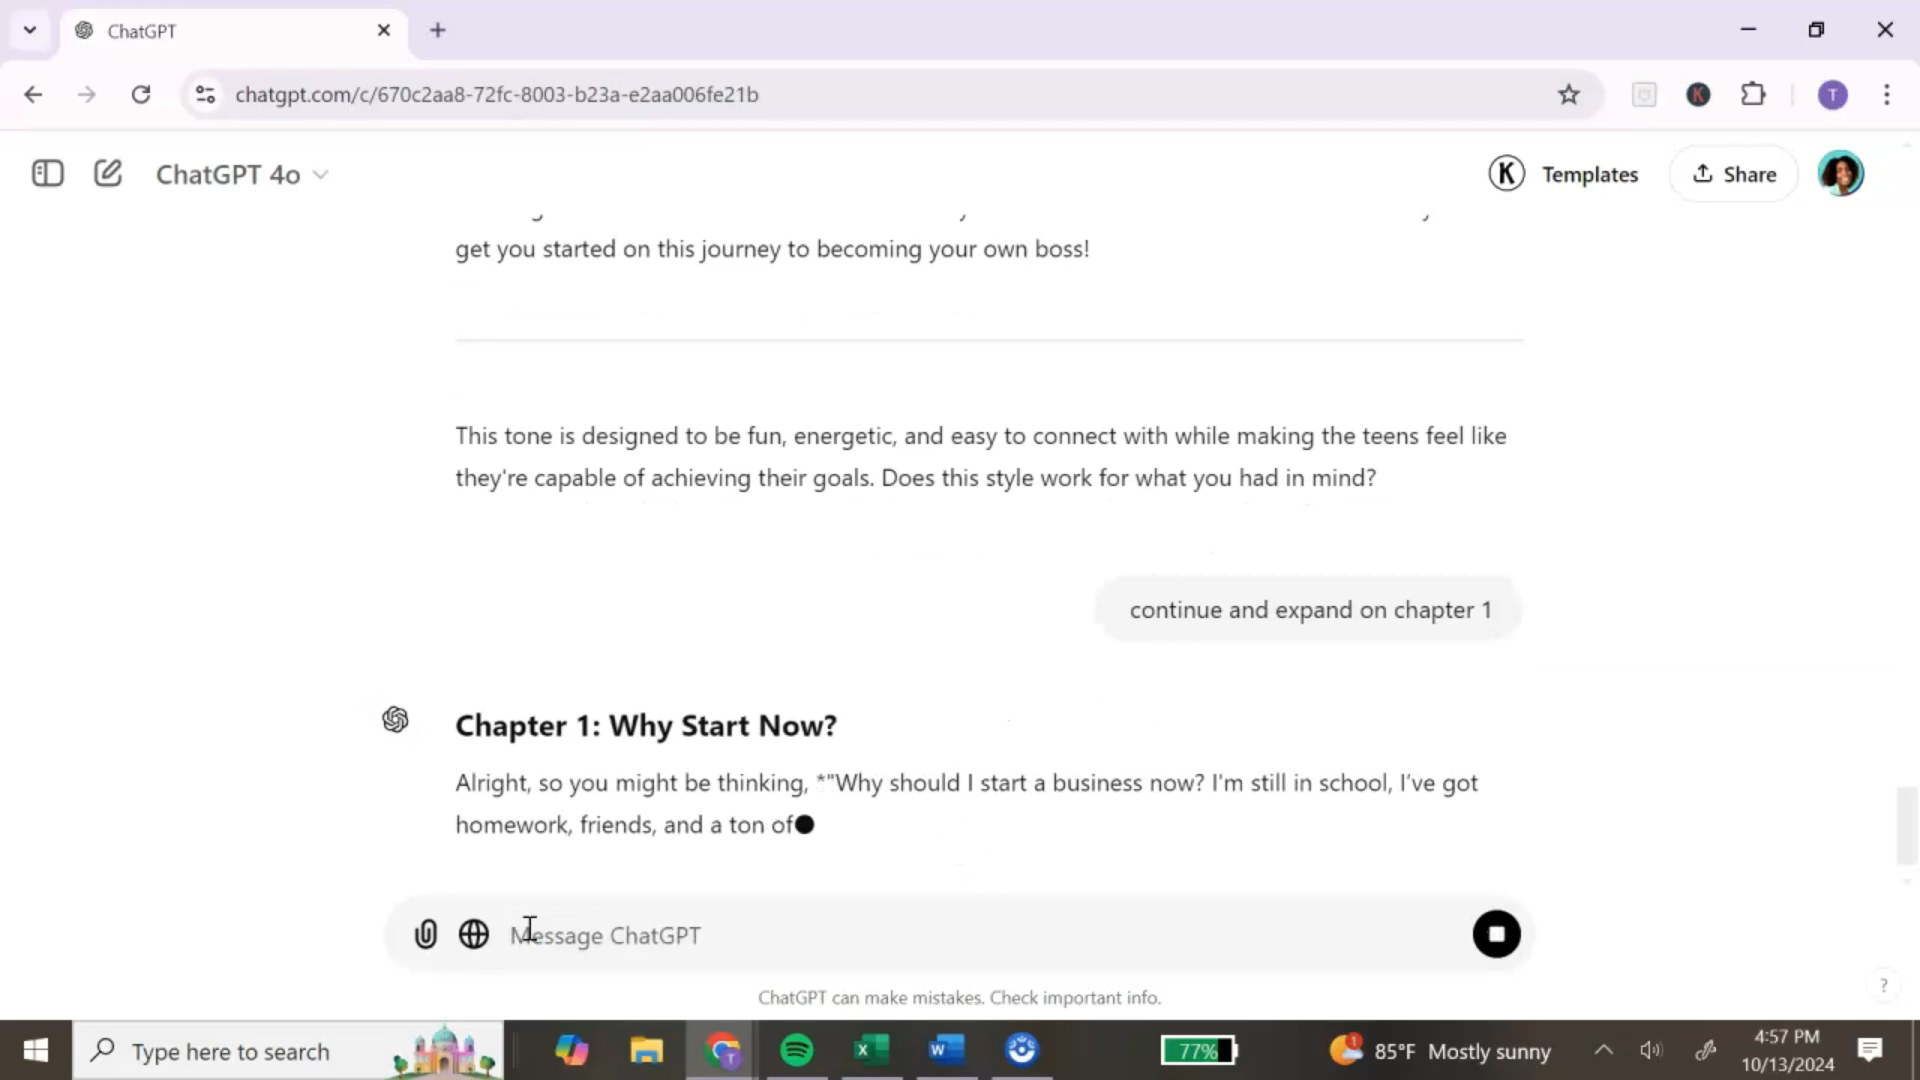 ChatGPT
chatgpt.com/c/670c2aa8-72fc-8003-b23a-e2aa006fe21b
K
T
ChatGPT 4o
K
Templates
Share
get you started on this journey to becoming your own boss!
This tone is designed to be fun, energetic, and easy to connect with while making the teens feel like
they're capable of achieving their goals. Does this style work for what you had in mind?
continue and expand on chapter 1
Chapter 1: Why Start Now?
Alright, so you might be thinking, *"Why should I start a business now? I'm still in school, I've got
homework, friends, and a ton of
Message ChatGPT
ChatGPT can make mistakes. Check important info.
?
Type here to search
T
X
W
77%
1
85°F Mostly sunny
4:57 PM
10/13/2024